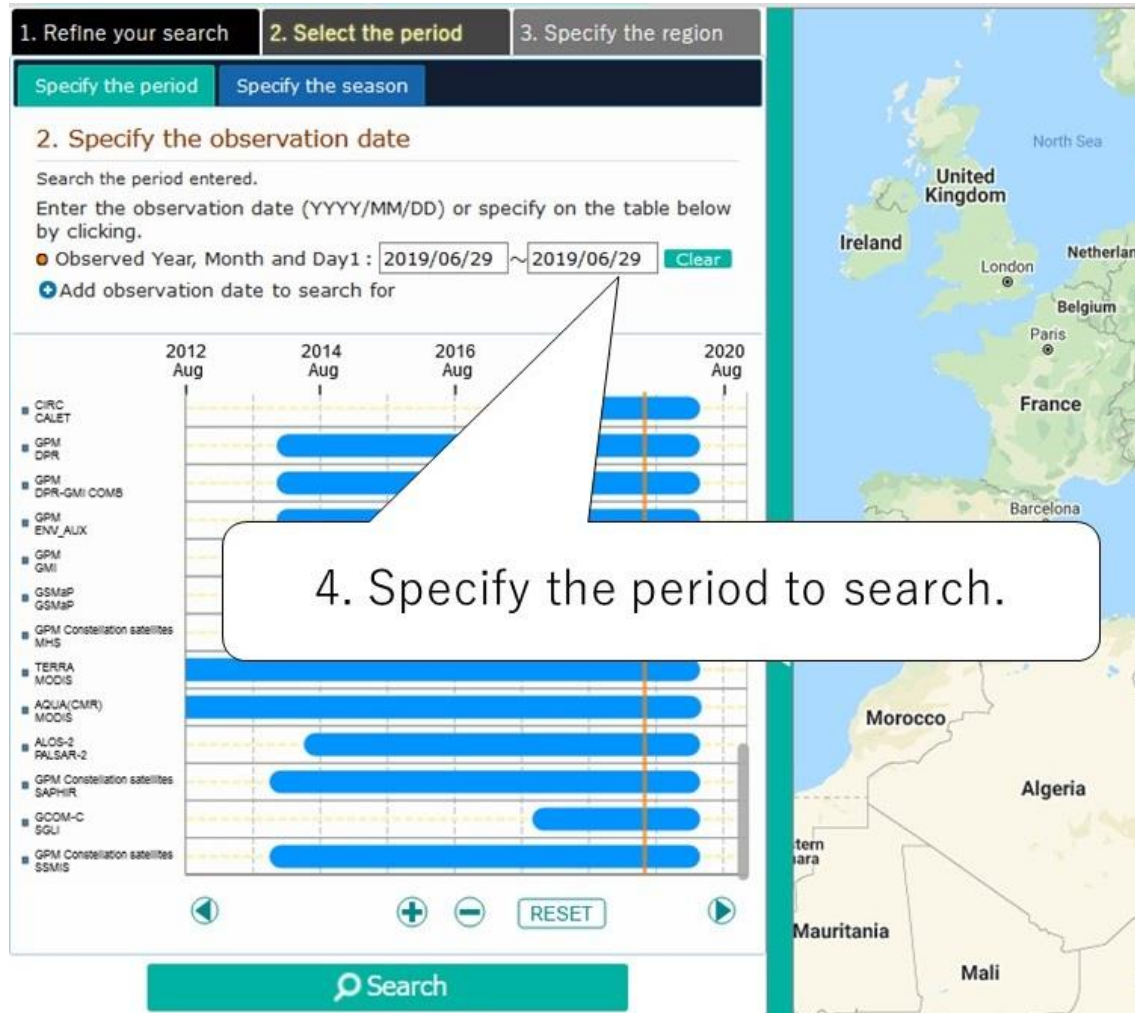 1. Refine your search
2. Select the period
3. Specify the region
Specify the period
Specify the season
2. Specify the observation date
Search the period entered.
Enter the observation date (YYYY/MM/DD) or specify on the table below
by clicking.
Observed Year, Month and Day1 : 2019/06/29 ～ 2019/06/29 Clear
Add observation date to search for
2012 2014 2016 2020
Aug Aug Aug Aug
CIRC
CALET
GPM
DPR
GPM
DPR-GMI COMB
GPM
ENV_AUX
GPM
GMI
GSMaP
GSMaP
GPM Constellation satellites
MHS
TERRA
MODIS
AQUA(CMR)
MODIS
ALOS-2
PALSAR-2
GPM Constellation satellites
SAPHIR
GCOM-C
SGLI
GPM Constellation satellites
SSMIS
RESET
Search
4. Specify the period to search.
North Sea
United
Kingdom
Ireland
London
Netherlan
Belgium
Paris
France
Barcelona
Morocco
Algeria
stern
Mauritania
Mali